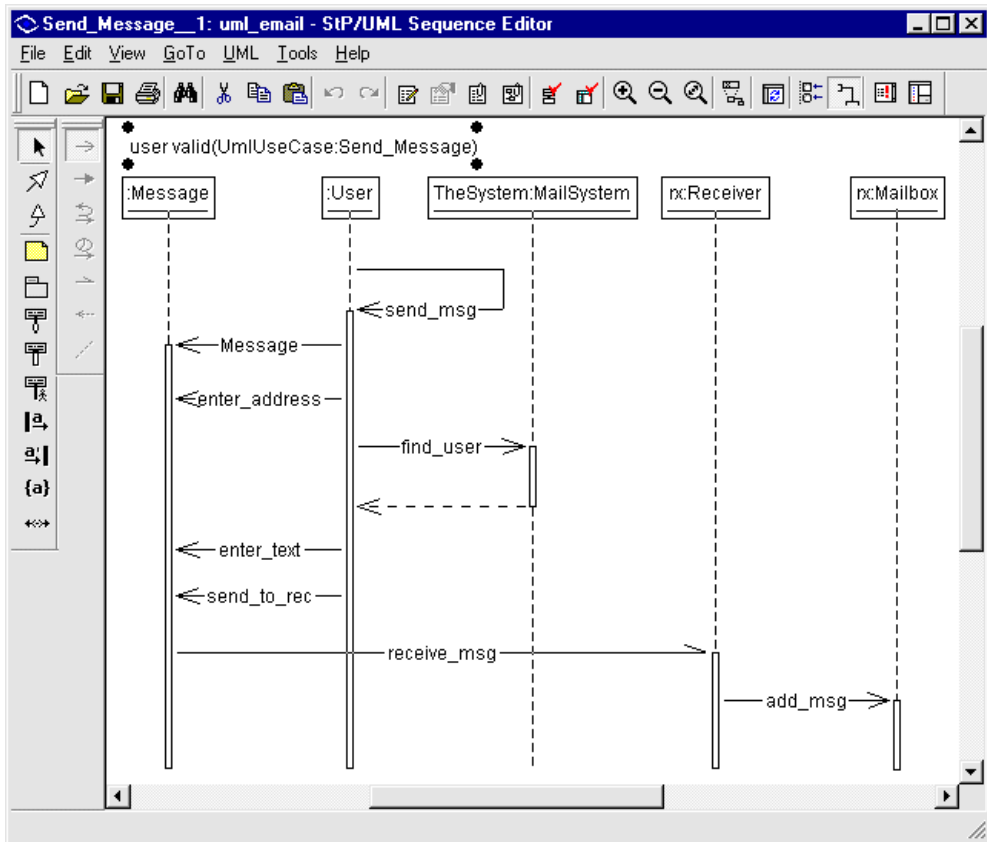 Send_Message__1: uml_email - StP/UML Sequence Editor
File Edit View GoTo UML Tools Help
user valid(UmlUseCase:Send_Message)
:Message :User TheSystem:MailSystem rx:Receiver rx:Mailbox
send_msg
Message
enter_address
find_user
enter_text
send_to_rec
receive_msg
add_msg
a
a
{a}